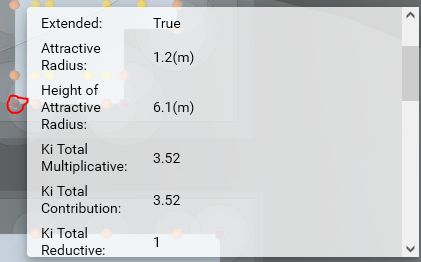 Extended: True
Attractive
Radius: 1.2(m)
Height of
Attractive 6.1(m)
Radius:
Ki Total
Multiplicative: 3.52
Ki Total
Contribution: 3.52
Ki Total
Reductive: 1